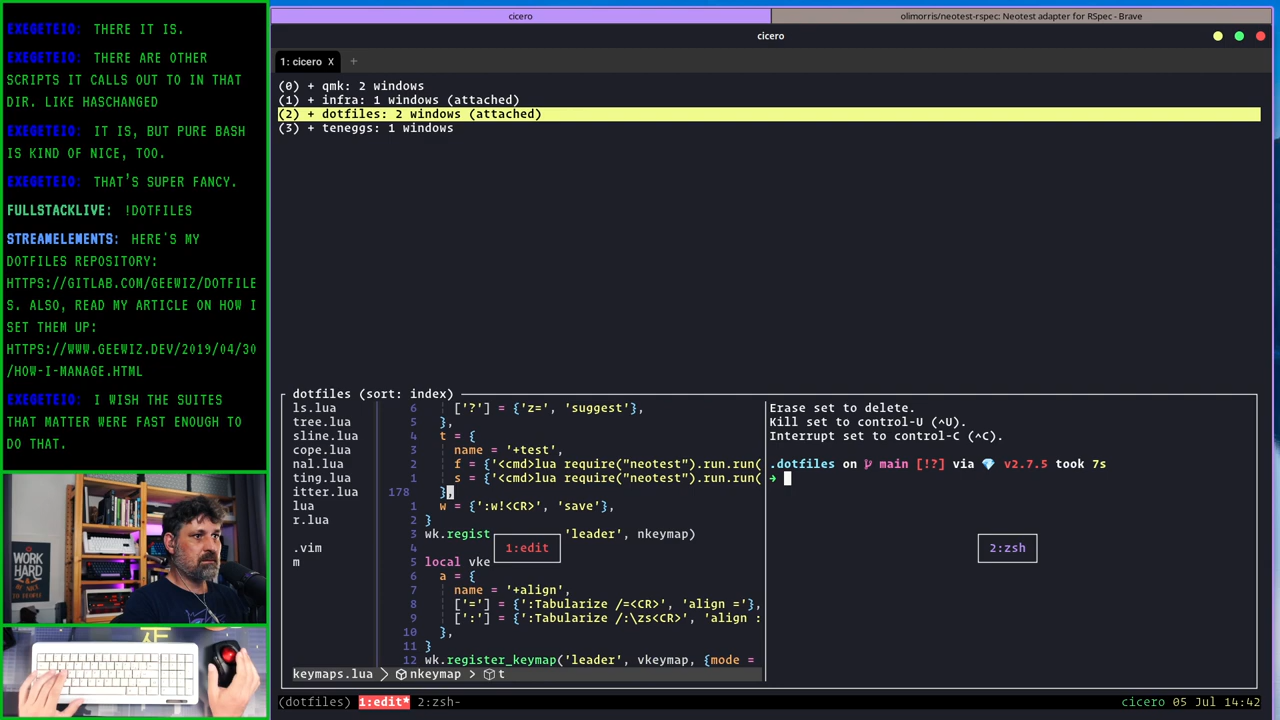 EXEGETEIO: THERE IT IS.
EXEGETEIO: THERE ARE OTHER
SCRIPTS IT CALLS OUT TO IN THAT
DIR. LIKE HASCHANGED
EXEGETEIO: IT IS, BUT PURE BASH
IS KIND OF NICE, TOO.
EXEGETEIO: THAT'S SUPER FANCY.
FULLSTACKLIVE: !DOTFILES
STREAMELEMENTS: HERE'S MY
DOTFILES REPOSITORY:
HTTPS://GITLAB.COM/GEEWIZ/DOTFILE
S. ALSO, READ MY ARTICLE ON HOW I
SET THEM UP:
HTTPS://WWW.GEEWIZ.DEV/2019/04/30
/HOW-I-MANAGE.HTML
EXEGETEIO: I WISH THE SUITES
THAT MATTER WERE FAST ENOUGH TO
DO THAT.
WORK
HARD
cicero
olimorris/neotest-rspec: Neotest adapter for RSpec - Brave
cicero
1: cicero X +
(0) + qmk: 2 windows
(1) + infra: 1 windows (attached)
(2) + dotfiles: 2 windows (attached)
(3) + teneggs: 1 windows
dotfiles (sort: index)
ls.lua
tree.lua
sline.lua
cope.lua
nal.lua
ting.lua
itter.lua
lua
r.lua
.vim
m
6 ['?'] = {'z=', 'suggest'},
5 },
4 t = {
3 name = '+test',
2 f = {'<cmd>lua require("neotest").run.run(
1 s = {'<cmd>lua require("neotest").run.run(
178 },
1 w = {':w!<CR>', 'save'},
2 }
3 wk.regist 'leader', nkeymap)
4
5 local vke
6 a = {
7 name = '+align',
8 ['='] = {':Tabularize /=<CR>', 'align ='},
9 [':'] = {':Tabularize /:\zs<CR>', 'align :
10 },
11 }
12 wk.register_keymap('leader', vkeymap, {mode =
1:edit
keymaps.lua > nkeymap > t
Erase set to delete.
Kill set to control-U (^U).
Interrupt set to control-C (^C).
.dotfiles on main [!?] via 💎 v2.7.5 took 7s
→
2:zsh
(dotfiles) 1:edit* 2:zsh-
cicero 05 Jul 14:42